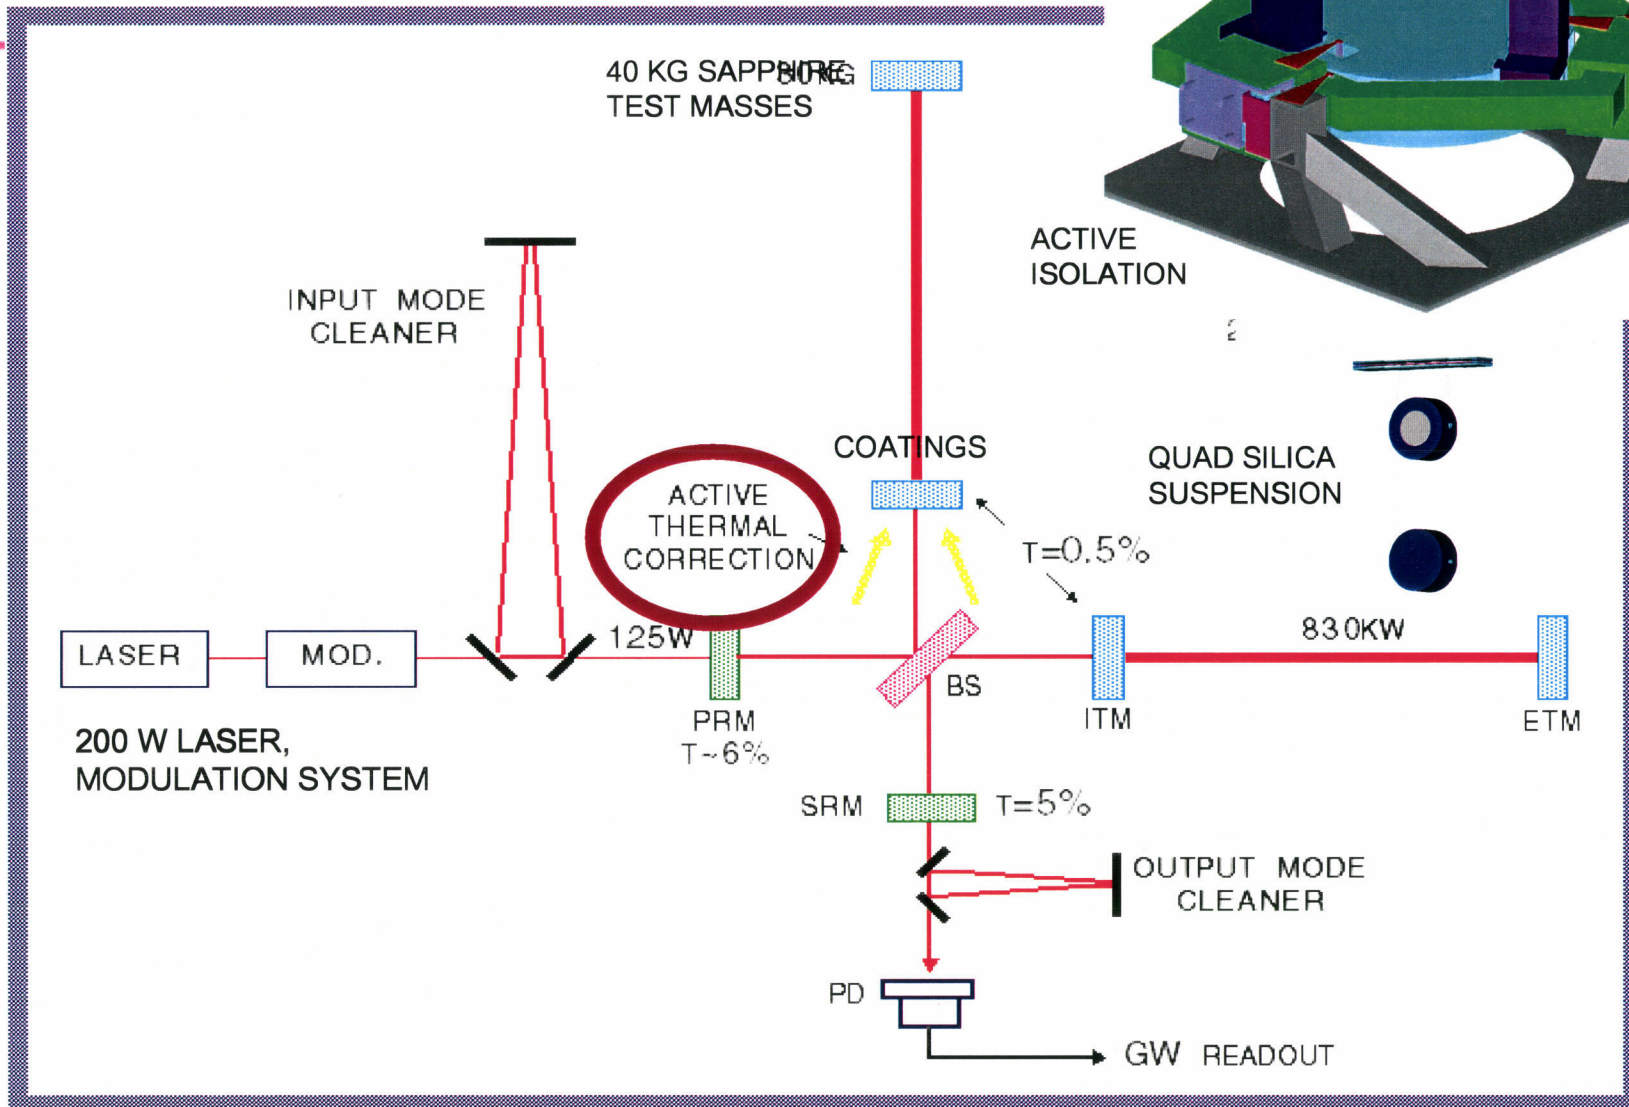 40 KG SAPPHIRE
TEST MASSES
ACTIVE
ISOLATION
INPUT MODE
CLEANER
COATINGS
QUAD SILICA
SUSPENSION
ACTIVE
THERMAL
CORRECTION
T=0.5%
LASER
MOD.
125W
830KW
BS
PRM
T~6%
ITM
ETM
200 W LASER,
MODULATION SYSTEM
SRM
T=5%
OUTPUT MODE
CLEANER
PD
GW READOUT